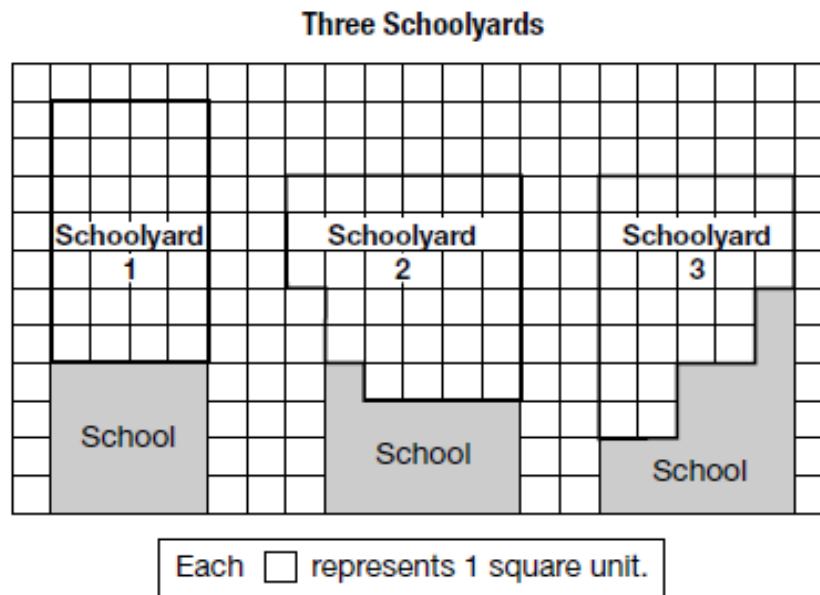 Three Schoolyards
Schoolyard
1
Schoolyard
2
Schoolyard
3
School
School
School
Each represents 1 square unit.